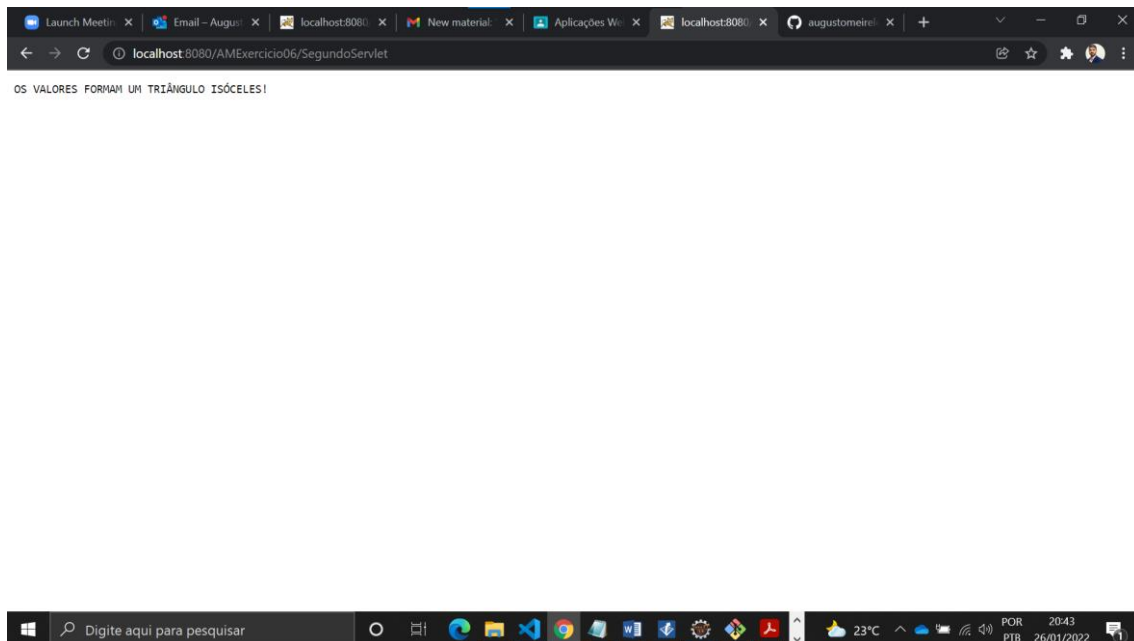 Launch Meetin
Email – August
localhost:8080
New material:
Aplicações We
localhost:8080
augustomeirel
localhost:8080/AMExercicio06/SegundoServlet
OS VALORES FORMAM UM TRIÂNGULO ISÓCELES!
Digite aqui para pesquisar
23°C
POR
PTB
20:43
26/01/2022